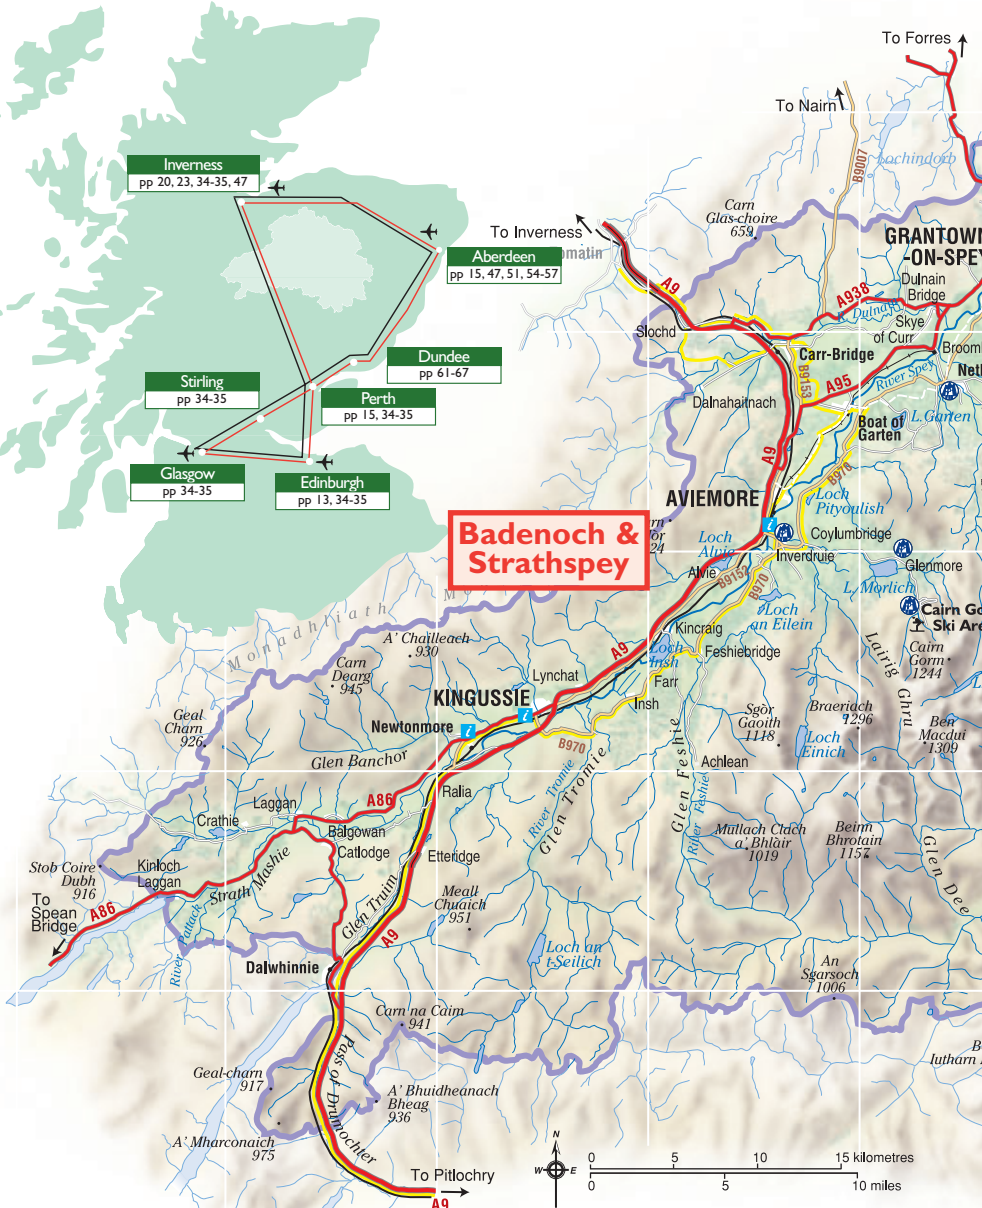 To Forres
To Nairn
Lochindorb
B9007
Inverness
pp 20, 23, 34-35, 47
Carn
Glas-choire
659
To Inverness
Aberdeen
pp 15, 47, 51, 54-57
GRANTOWN
-ON-SPEY
Dulnain
Bridge
A9
A938
R. Dulnain
Skye
of Curr
Slochd
Carr-Bridge
Dundee
pp 61-67
Stirling
pp 34-35
Perth
pp 15, 34-35
B9153
A95
River Spey
Dalnahaitnach
L.Garten
Boat of
Garten
Glasgow
pp 34-35
Edinburgh
pp 13, 34-35
A9
B970
AVIEMORE
Loch
Pityoulish
Badenoch &
Strathspey
Coylumbridge
Loch
Alvie
Inverdruie
Glenmore
Alvie
B9152
B970
L. Morlich
Loch
an Eilein
Cairn Go
Ski Are
Monadhliath
Kincraig
A' Chailleach
930
Loch
Insh
Feshiebridge
Cairn
Gorm
1244
Lairig Ghru
Carn
Dearg
945
Lynchat
A9
Farr
KINGUSSIE
Insh
Newtonmore
Geal
Charn
926
Sgòr
Gaoith
1118
Braeriach
1296
Ben
Macdui
1309
Loch
Einich
Glen Banchor
B970
Glen Feshie
Achlean
River Tromie
Glen Tromie
River Feshie
Laggan
A86
Ralia
Crathie
Balgowan
Catlodge
Etteridge
Mullach Clach
a' Bhlàir
1019
Beinn
Bhrotain
1157
Glen Dee
Stob Coire
Dubh
916
Kinloch
Laggan
Strath Mashie
Meall
Chuaich
951
To
Spean
Bridge
A86
River Pattack
Glen Truim
A9
Loch an
t-Seilich
Dalwhinnie
An
Sgarsoch
1006
Carn na Caim
941
Pass of Drumochter
Geal-charn
917
A' Bhuidheanach
Bheag
936
A' Mharconaich
975
To Pitlochry
A9
N
W E
0 5 10 15 kilometres
0 5 10 miles